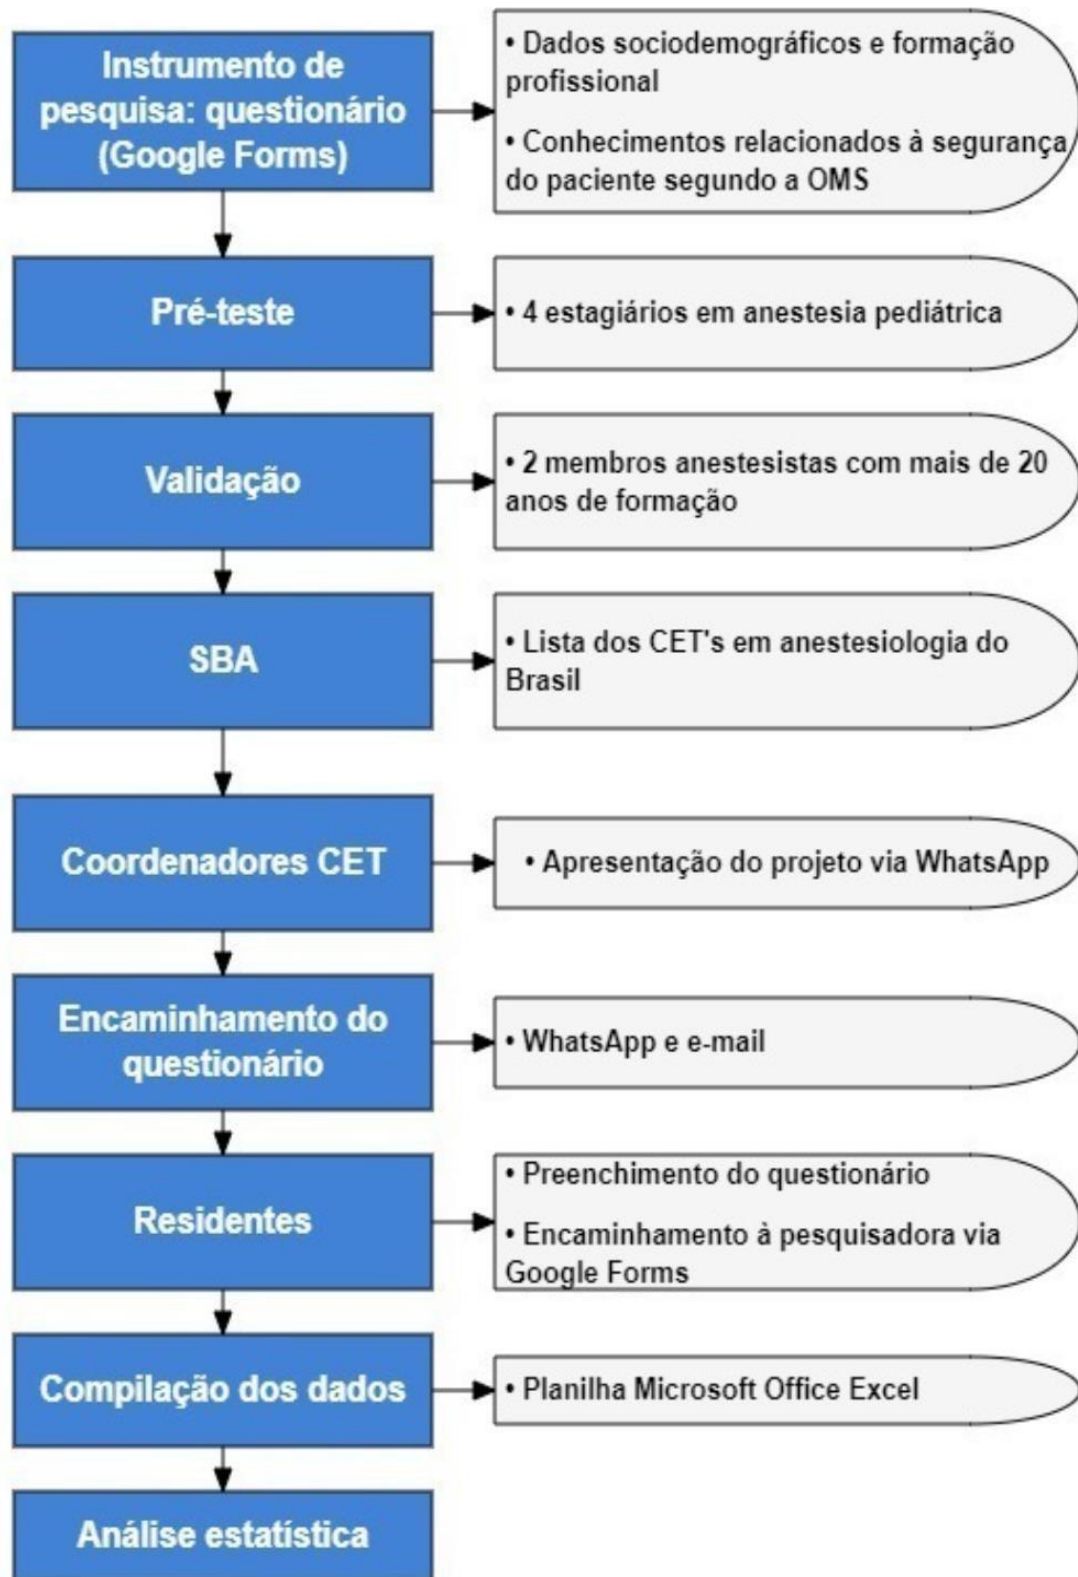 Instrumento de
pesquisa: questionário
(Google Forms)
• Dados sociodemográficos e formação
profissional
• Conhecimentos relacionados à segurança
do paciente segundo a OMS
Pré-teste
• 4 estagiários em anestesia pediátrica
Validação
• 2 membros anestesistas com mais de 20
anos de formação
SBA
• Lista dos CET's em anestesiologia do
Brasil
Coordenadores CET
• Apresentação do projeto via WhatsApp
Encaminhamento do
questionário
• WhatsApp e e-mail
Residentes
• Preenchimento do questionário
• Encaminhamento à pesquisadora via
Google Forms
Compilação dos dados
• Planilha Microsoft Office Excel
Análise estatística